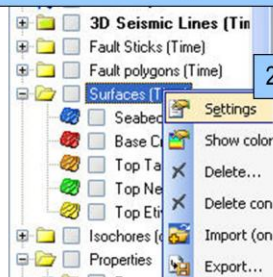 3D Seismic Lines (Tim
Fault Sticks (Time)
Fault polygons (Time)
2
Surfaces (T
Settings
Seabed
Show color
Base C
Delete...
Top Ta
Delete con
Top Ne
Top Eti
Import (on
Isochores (
Export...
Properties